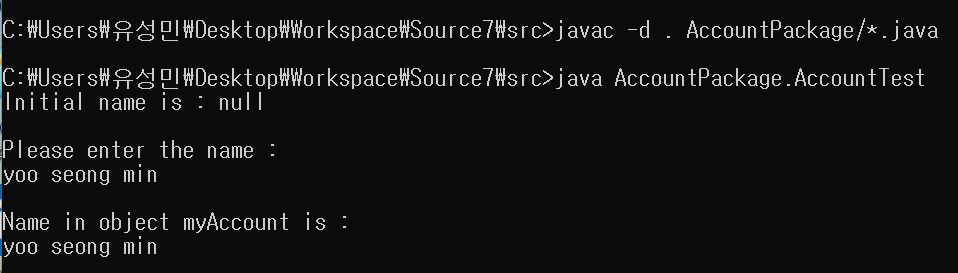 C:₩Users₩유성민₩Desktop₩Workspace₩Source7₩src>javac -d . AccountPackage/*.java
C:₩Users₩유성민₩Desktop₩Workspace₩Source7₩src>java AccountPackage.AccountTest
Initial name is : null
Please enter the name :
yoo seong min
Name in object myAccount is :
yoo seong min